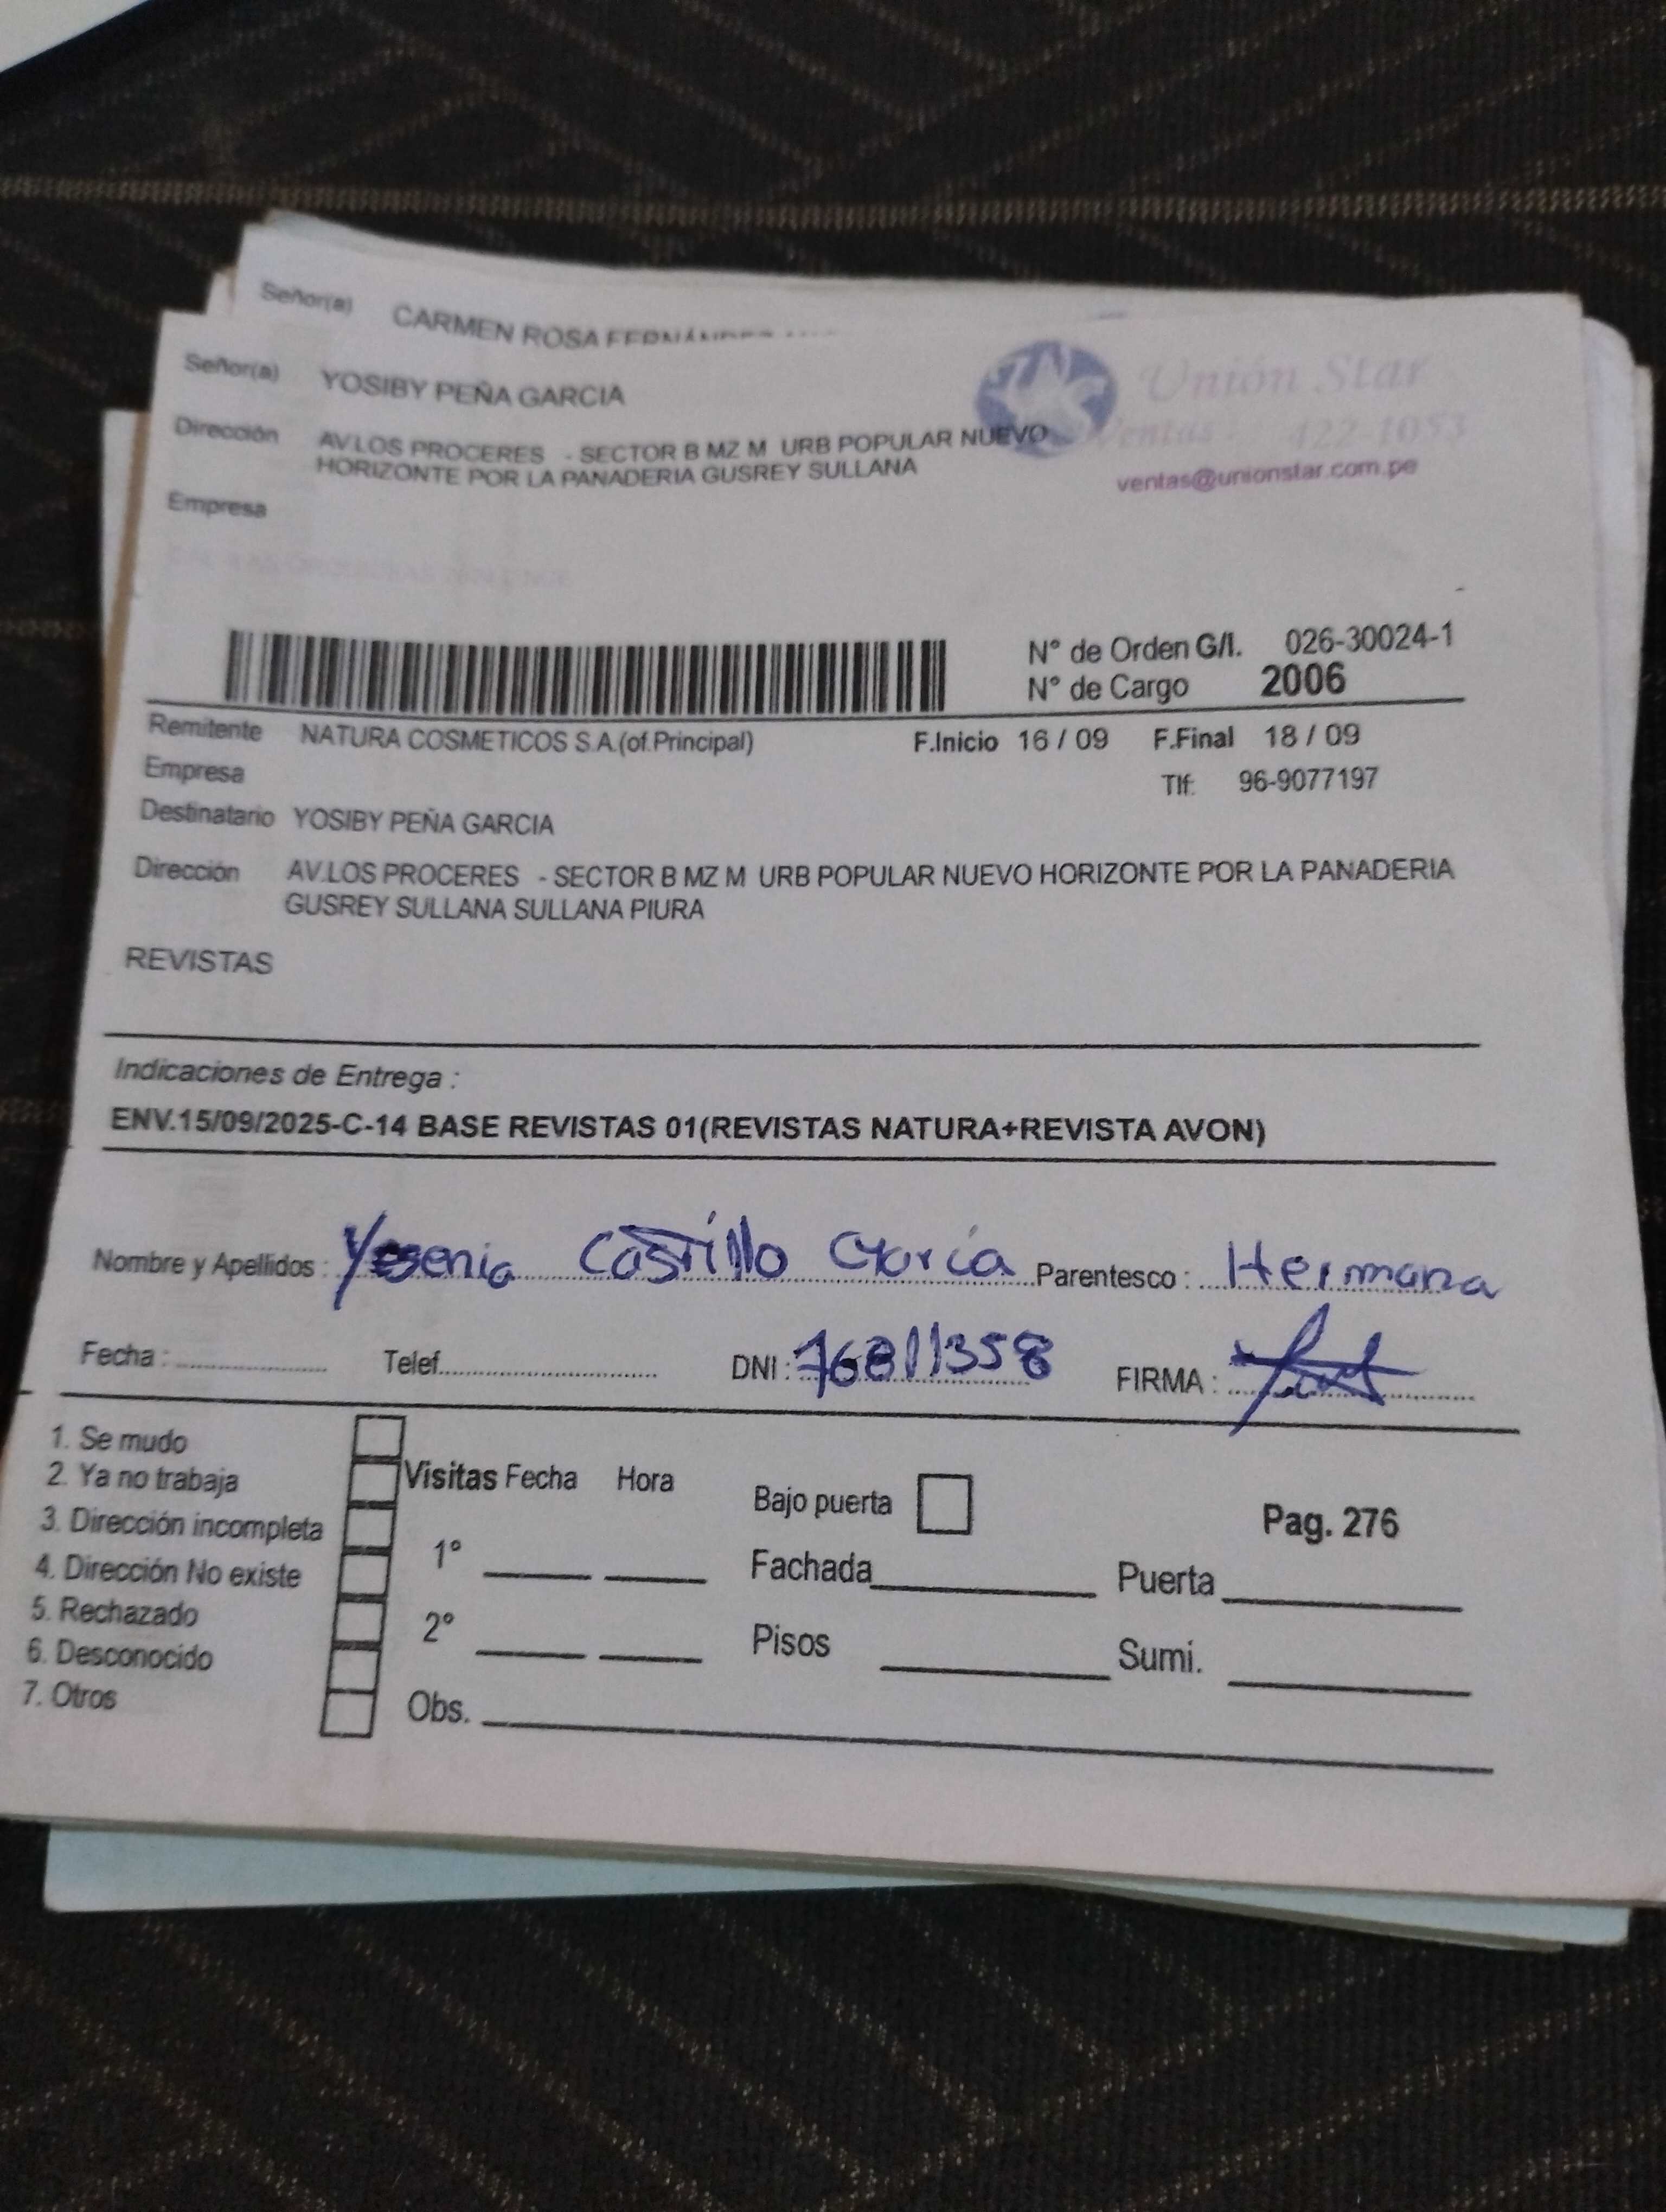 Señor(a) CARMEN ROSA
Señor(a) YOSIBY PEÑA GARCIA
Unión Star
Dirección AV.LOS PROCERES - SECTOR B MZ M URB POPULAR NUEVO
HORIZONTE POR LA PANADERIA GUSREY SULLANA
Ventas 422-1053
ventas@unionstar.com.pe
Empresa
N° de Orden G/I. 026-30024-1
N° de Cargo 2006
Remitente NATURA COSMETICOS S.A.(of.Principal) F.Inicio 16 / 09 F.Final 18 / 09
Empresa Tlf: 96-9077197
Destinatario YOSIBY PEÑA GARCIA
Dirección AV.LOS PROCERES - SECTOR B MZ M URB POPULAR NUEVO HORIZONTE POR LA PANADERIA
GUSREY SULLANA SULLANA PIURA
REVISTAS
Indicaciones de Entrega :
ENV.15/09/2025-C-14 BASE REVISTAS 01(REVISTAS NATURA+REVISTA AVON)
Nombre y Apellidos : Yesenia Castillo García Parentesco : Hermana
Fecha : Telef. DNI : 76811358 FIRMA :
1. Se mudo
2. Ya no trabaja
3. Dirección incompleta
4. Dirección No existe
5. Rechazado
6. Desconocido
7. Otros
Visitas Fecha Hora
1°
2°
Obs.
Bajo puerta
Pag. 276
Fachada Puerta
Pisos Sumi.